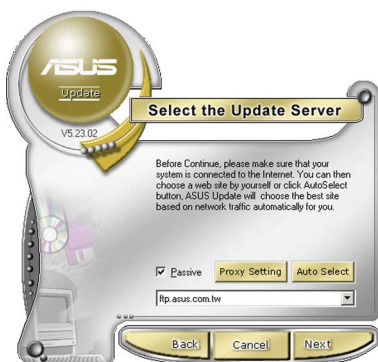 ASUS
Update
V5.23.02
Select the Update Server
Before Continue, please make sure that your
system is connected to the Internet. You can then
choose a web site by yourself or click AutoSelect
button, ASUS Update will choose the best site
based on network traffic automatically for you.
Passive
Proxy Setting
Auto Select
ftp.asus.com.tw
Back
Cancel
Next